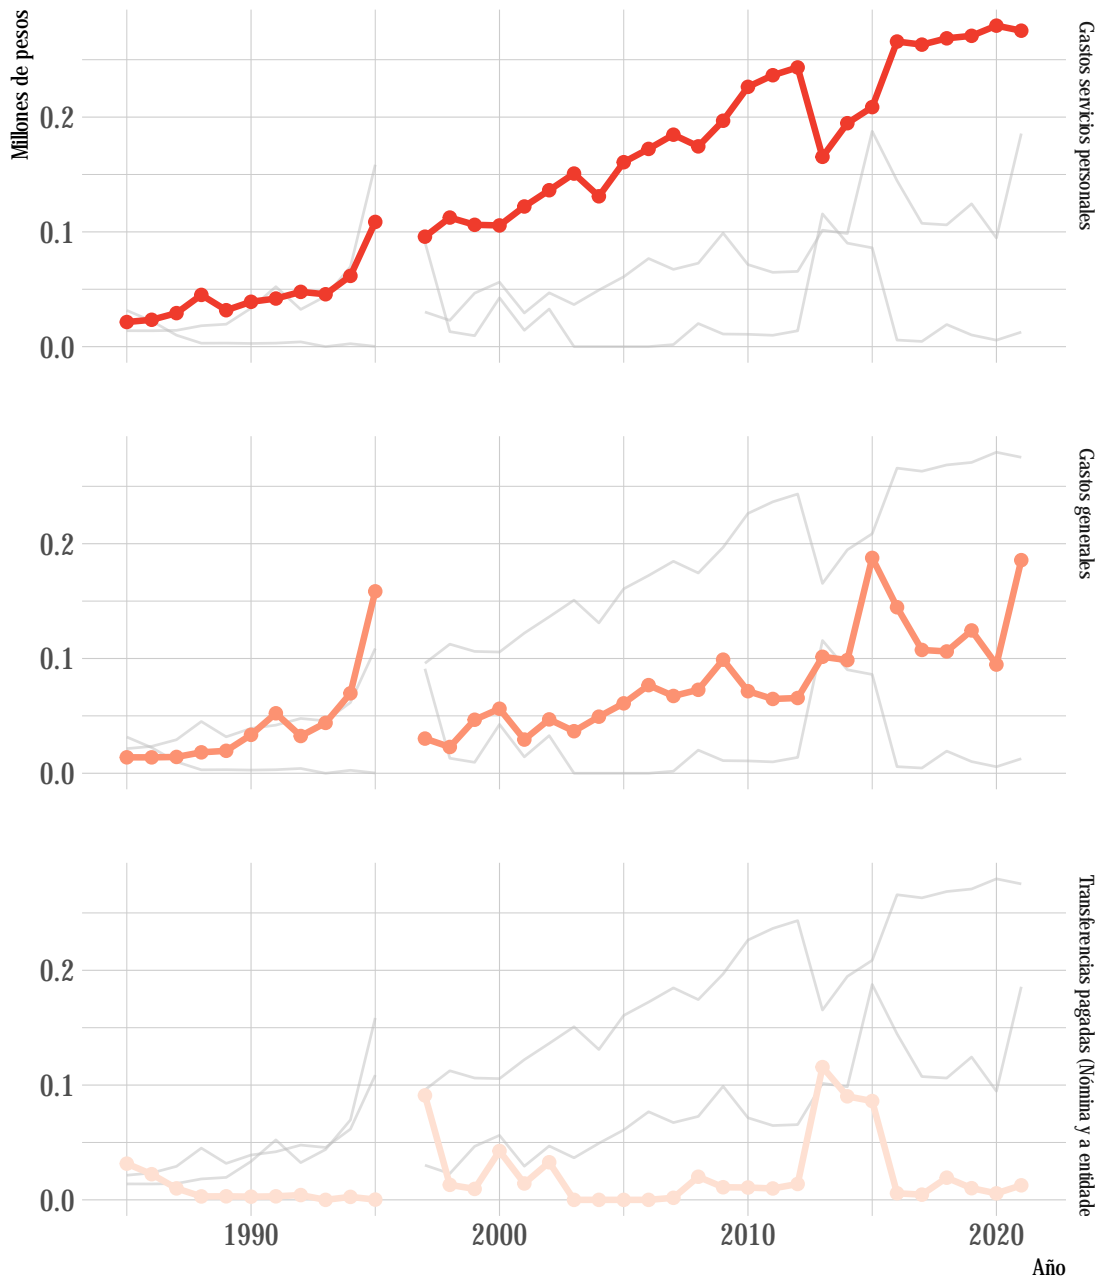 Millones de pesos
0.2
0.1
0.0
Gastos servicios personales
0.2
0.1
0.0
Gastos generales
0.2
0.1
0.0
Transferencias pagadas (Nómina y a entidade
1990
2000
2010
2020
Año